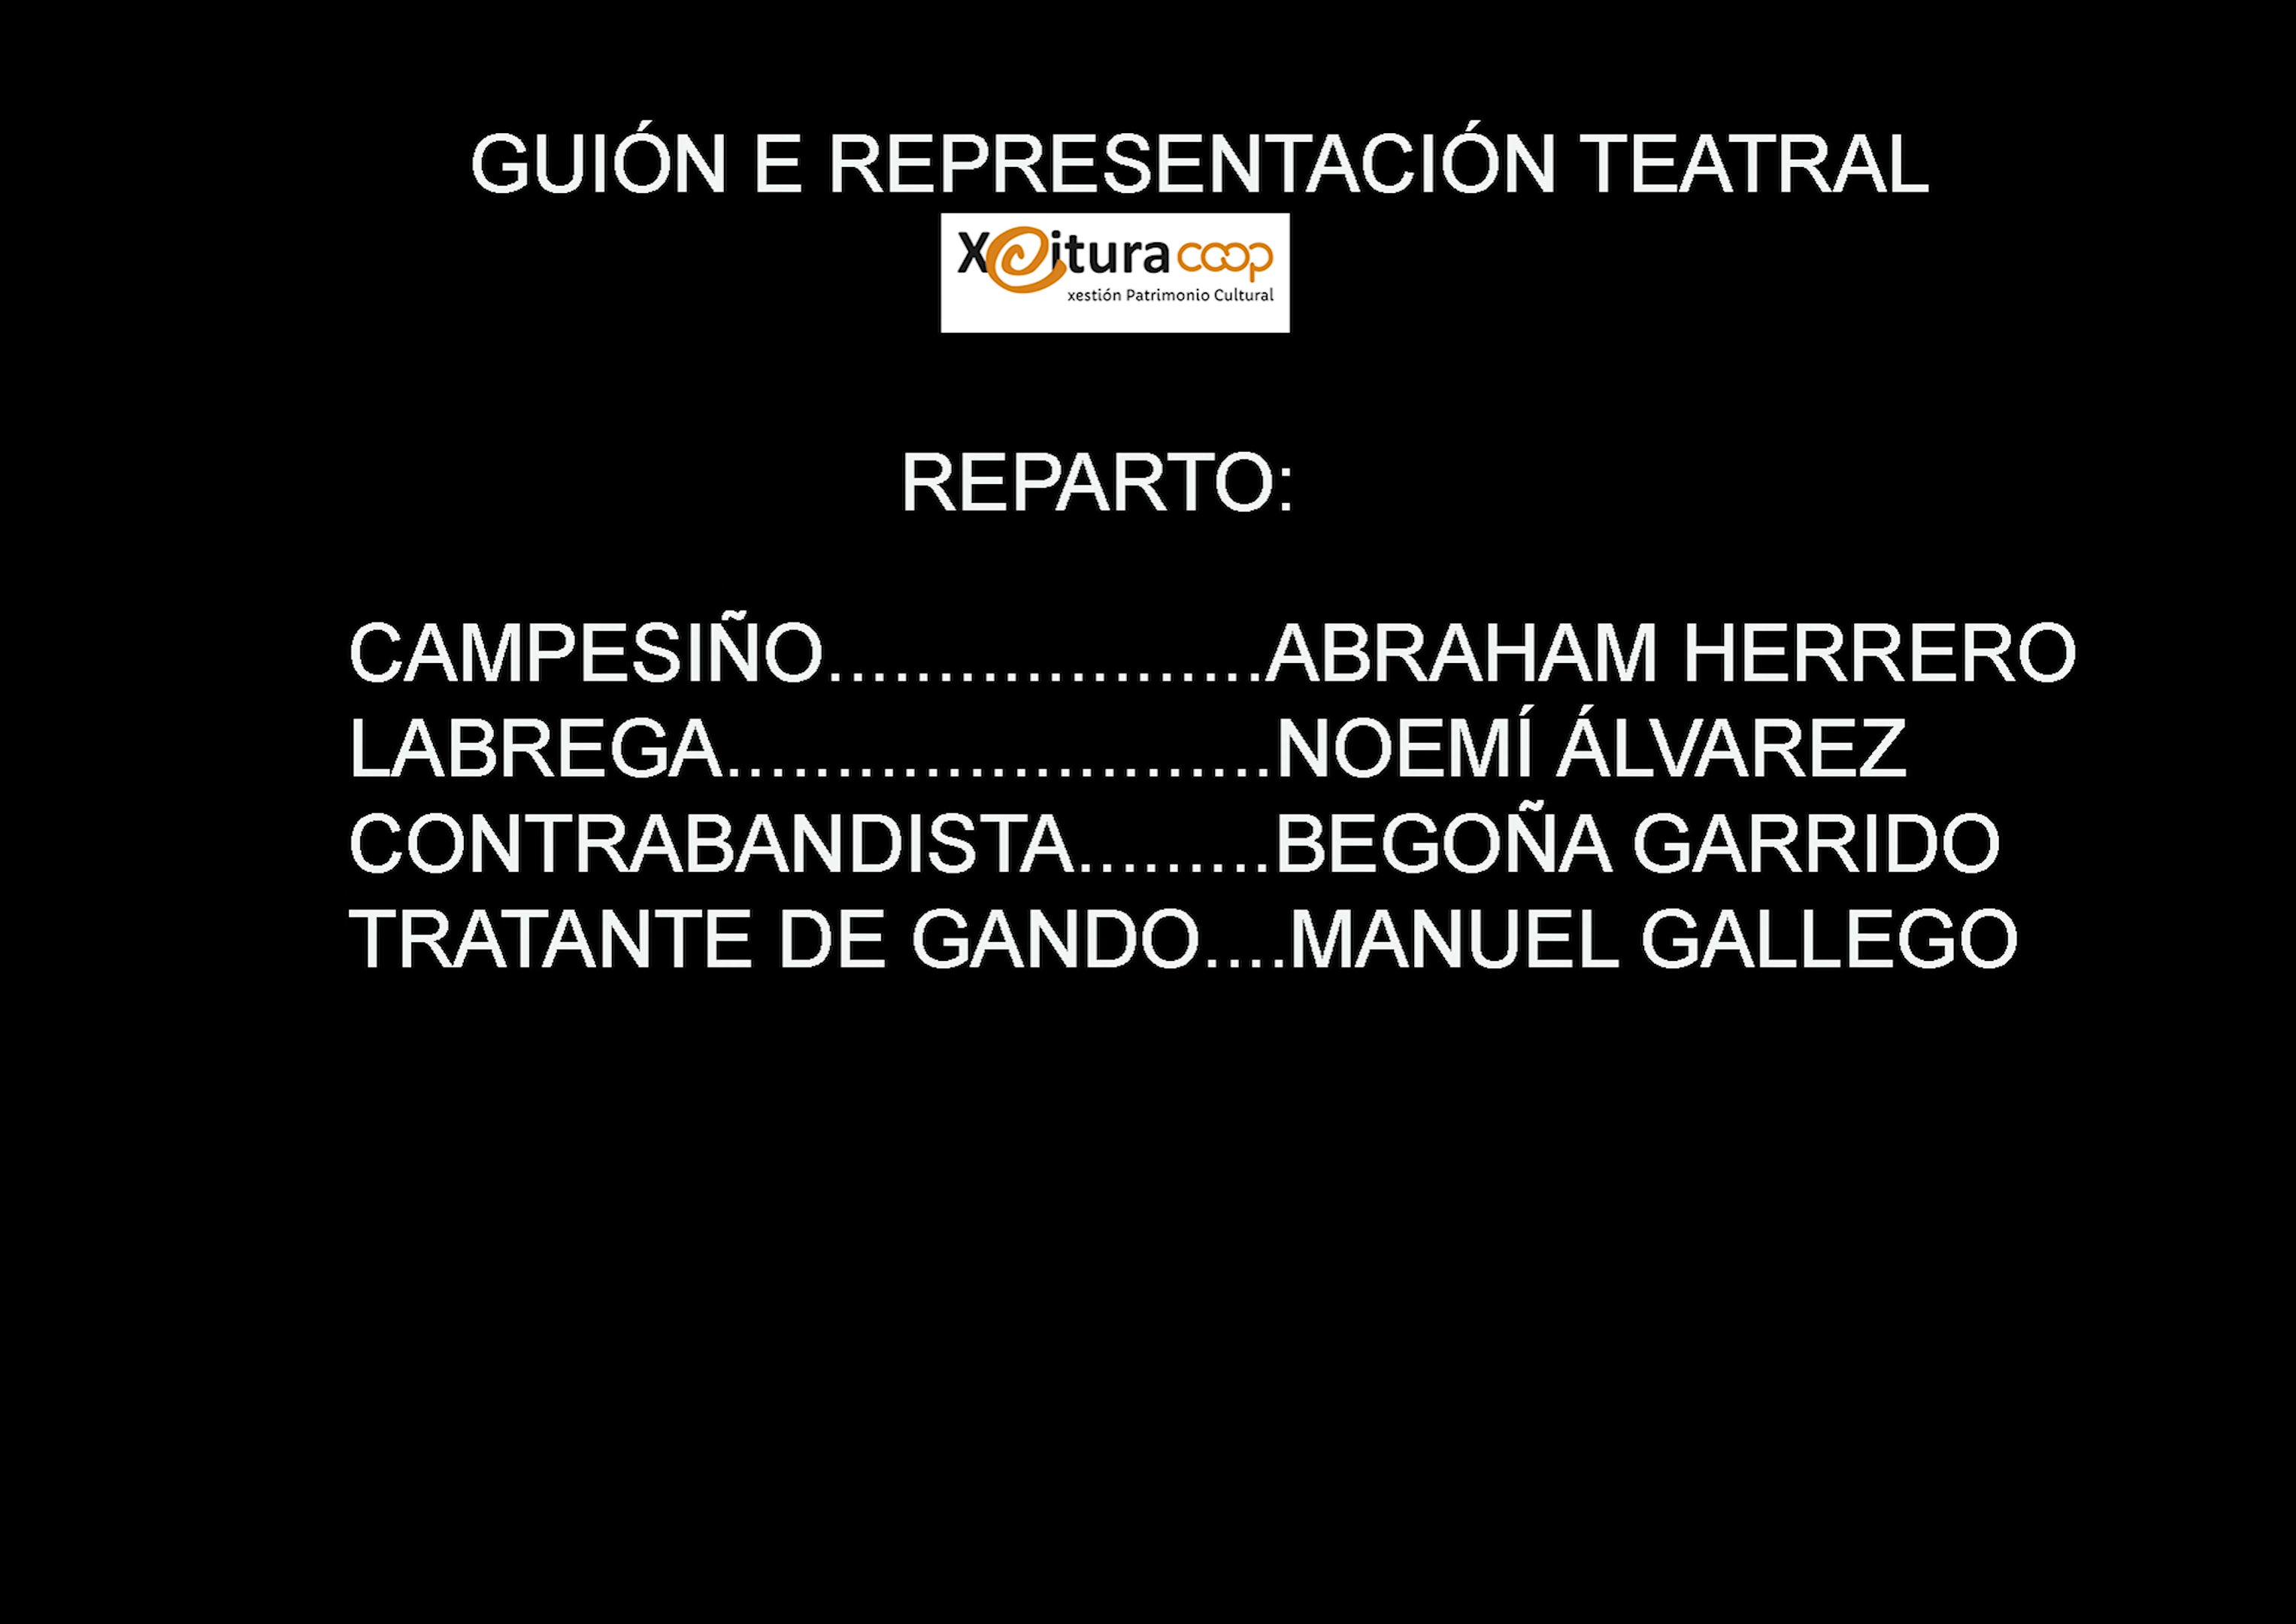 GUIÓN E REPRESENTACIÓN TEATRAL
Xeitura coop
xestión Patrimonio Cultural
REPARTO:
CAMPESIÑO....................ABRAHAM HERRERO
LABREGA.........................NOEMÍ ÁLVAREZ
CONTRABANDISTA.........BEGOÑA GARRIDO
TRATANTE DE GANDO....MANUEL GALLEGO